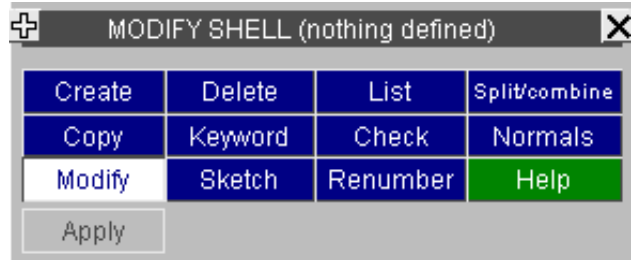 MODIFY SHELL (nothing defined)
Create Delete List Split/combine
Copy Keyword Check Normals
Modify Sketch Renumber Help
Apply